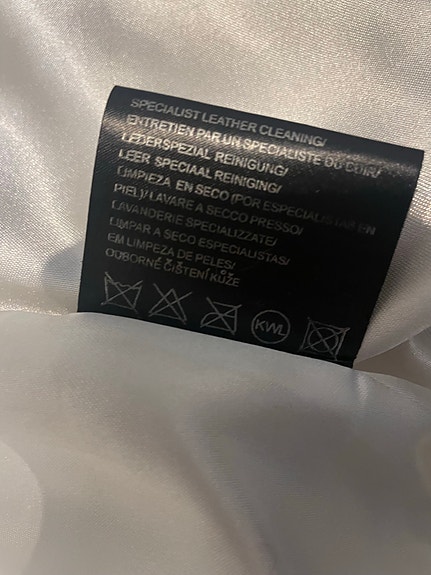 SPECIALIST LEATHER CLEANING/
ENTRETIEN PAR UN SPECIALISTE DU CUIR/
LEDERSPEZIAL REINIGUNG/
LEER SPECIAAL REINIGING/
LIMPIEZA EN SECO (POR ESPECIALISTAS EN
PIEL)/ LAVARE A SECCO PRESSO/
LAVANDERIE SPECIALIZZATE/
LIMPAR A SECO ESPECIALISTAS/
EM LIMPEZA DE PELES/
ODBORNÉ ČIŠTENÍ KŮŽE
KWL